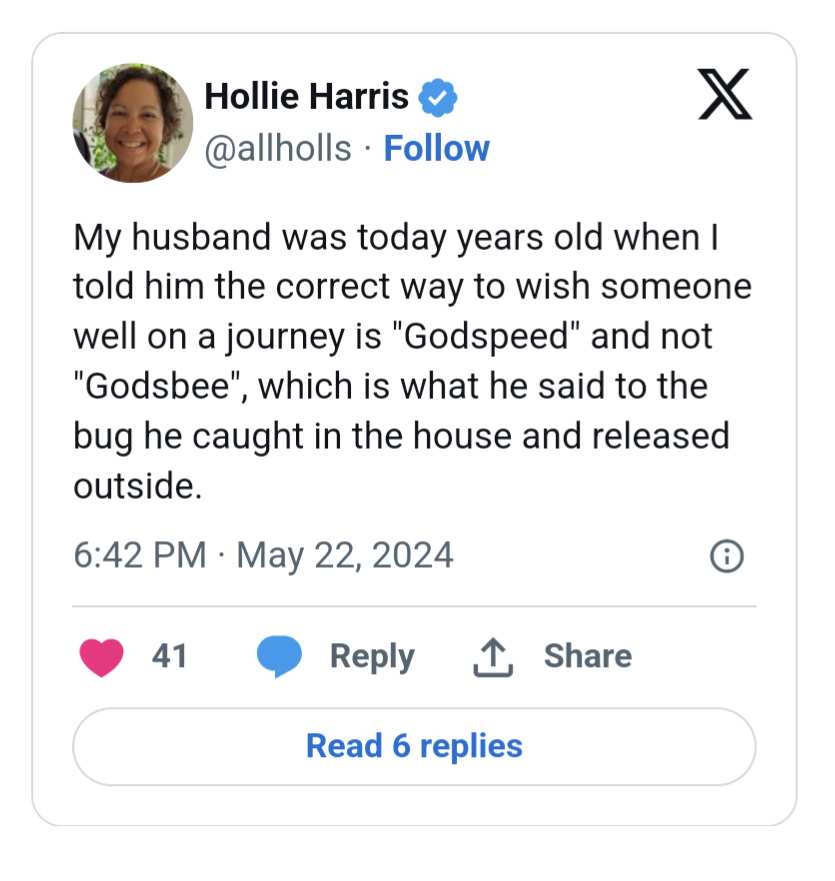 Hollie Harris
@allholls · Follow
My husband was today years old when I
told him the correct way to wish someone
well on a journey is "Godspeed" and not
"Godsbee", which is what he said to the
bug he caught in the house and released
outside.
6:42 PM · May 22, 2024
41 Reply Share
Read 6 replies